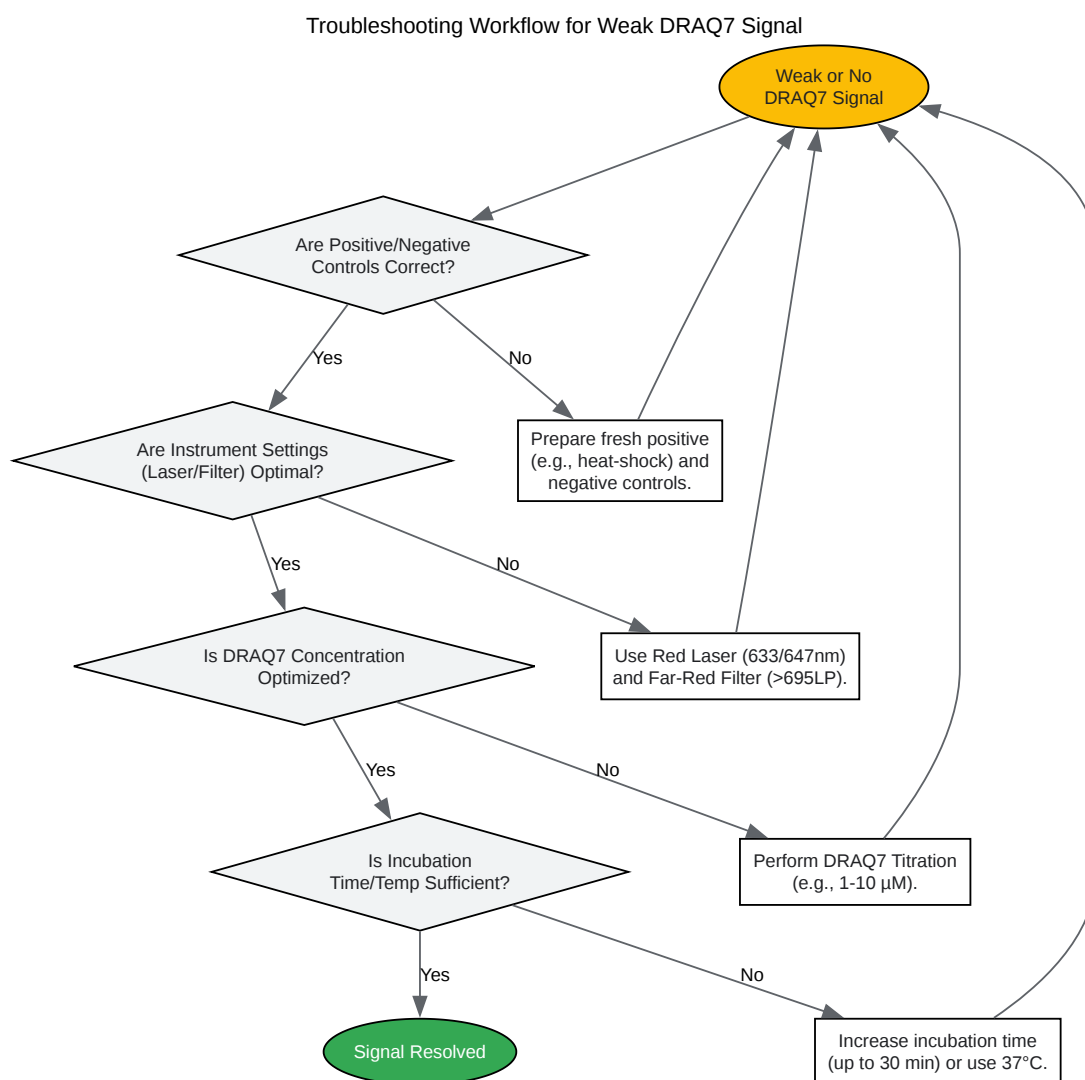 Troubleshooting Workflow for Weak DRAQ7 Signal
Weak or No
DRAQ7 Signal
Are Positive/Negative
Controls Correct?
Yes
No
Prepare fresh positive
(e.g., heat-shock) and
negative controls.
Are Instrument Settings
(Laser/Filter) Optimal?
Yes
No
Use Red Laser (633/647nm)
and Far-Red Filter (>695LP).
Is DRAQ7 Concentration
Optimized?
Yes
No
Perform DRAQ7 Titration
(e.g., 1-10 µM).
Is Incubation
Time/Temp Sufficient?
Yes
No
Signal Resolved
Increase incubation time
(up to 30 min) or use 37°C.